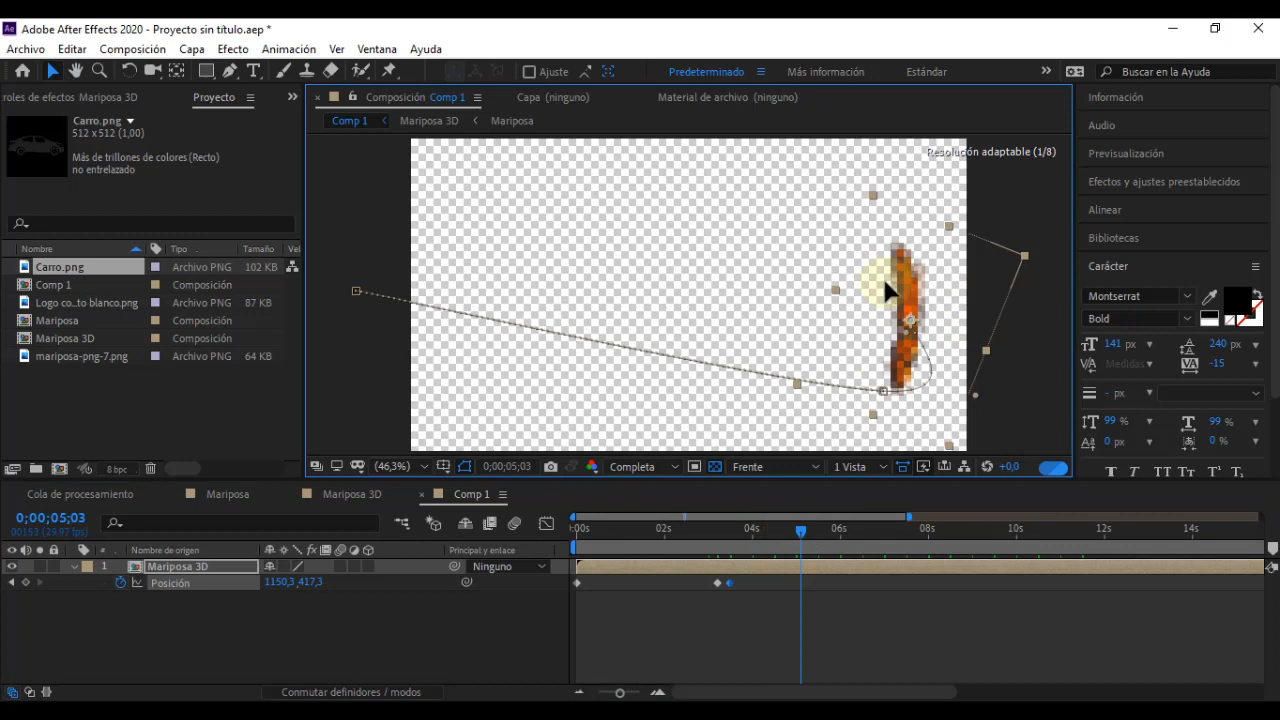 Adobe After Effects 2020 - Proyecto sin título.aep *
Archivo Editar Composición Capa Efecto Animación Ver Ventana Ayuda
Ajuste Predeterminado Más información Estándar Buscar en la Ayuda
roles de efectos Mariposa 3D Proyecto
Composición Comp 1 Capa (ninguno) Material de archivo (ninguno)
Comp 1 Mariposa 3D Mariposa
Carro.png
512 x 512 (1,00)
Más de trillones de colores (Recto)
no entrelazado
Nombre Tipo Tamaño Vel
Carro.png Archivo PNG 102 KB
Comp 1 Composición
Logo co..to blanco.png Archivo PNG 87 KB
Mariposa Composición
Mariposa 3D Composición
mariposa-png-7.png Archivo PNG 64 KB
8 bpc
Resolución adaptable (1/8)
(46,3%) 0;00;05;03 Completa Frente 1 Vista +0,0
Información
Audio
Previsualización
Efectos y ajustes preestablecidos
Alinear
Bibliotecas
Carácter
Montserrat
Bold
141 px 240 px
Medidas -15
- px
99 % 99 %
0 px 0 %
T T TT Tt T¹ T₁
Cola de procesamiento Mariposa Mariposa 3D Comp 1
0;00;05;03
00153 (29.97 fps)
:00s 02s 04s 06s 08s 10s 12s 14s
# Nombre de origen Principal y enlace
1 Mariposa 3D Ninguno
Posición 1150,3 ,417,3
Conmutar definidores / modos